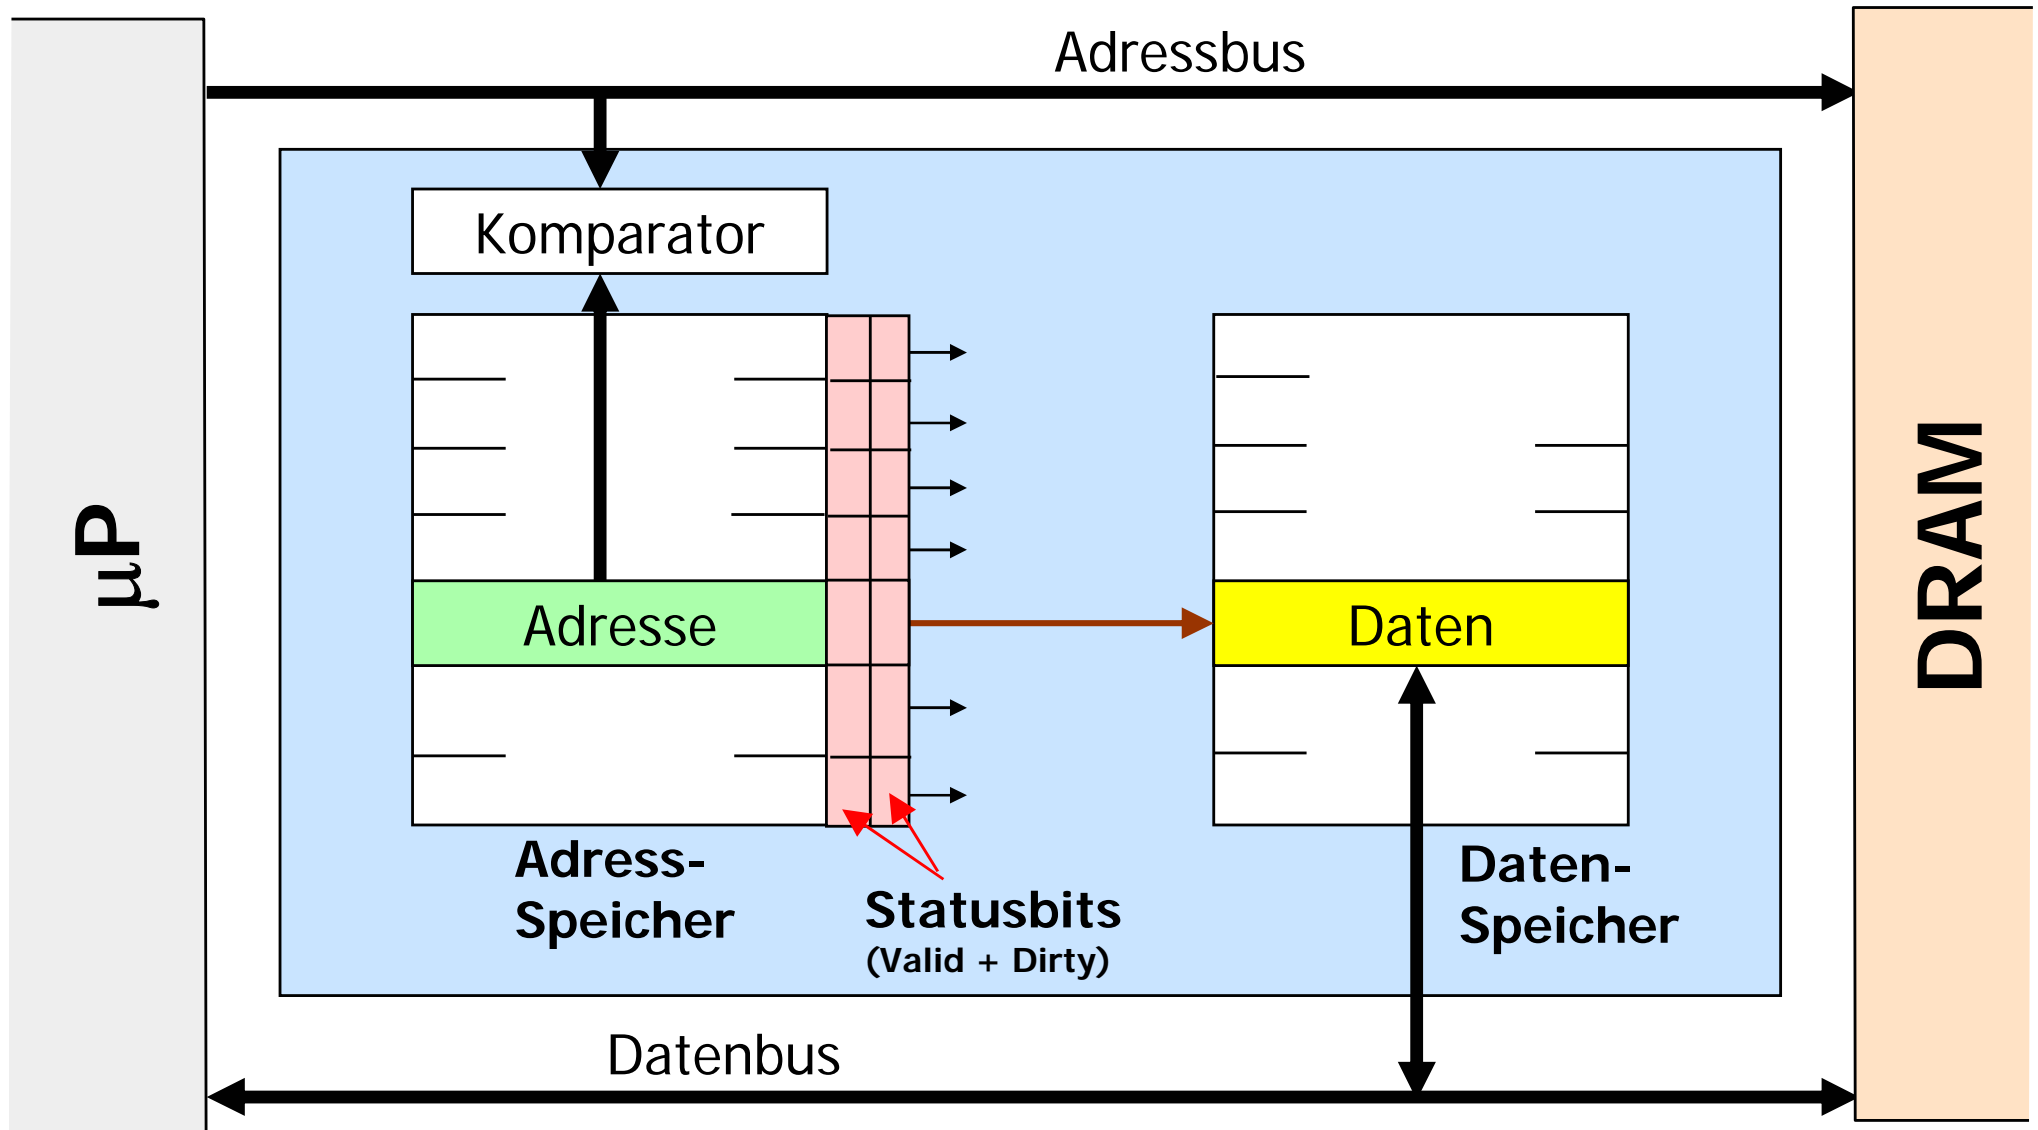 Adressbus
Komparator
µP
Adresse
Daten
DRAM
Adress-
Speicher
Statusbits
(Valid + Dirty)
Daten-
Speicher
Datenbus